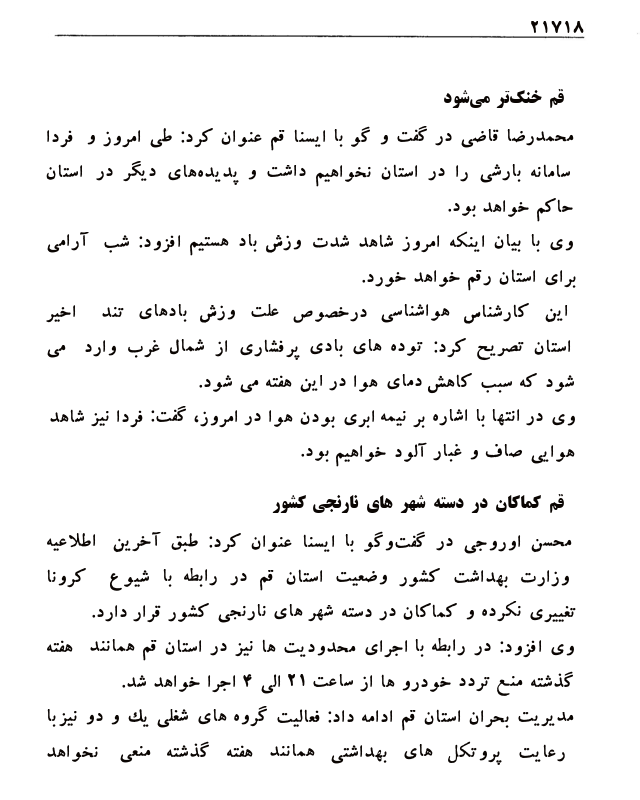 ۲۱۷۱۸
قم خنک‌تر می‌شود
محمدرضا قاضی در گفت و گو با ایسنا قم عنوان کرد: طی امروز و فردا
سامانه بارشی را در استان نخواهیم داشت و پدیده‌های دیگر در استان
حاکم خواهد بود.
وی با بیان اینکه امروز شاهد شدت وزش باد هستیم افزود: شب آرامی
برای استان رقم خواهد خورد.
این کارشناس هواشناسی درخصوص علت وزش بادهای تند اخیر
استان تصریح کرد: توده های بادی پرفشاری از شمال غرب وارد می
شود که سبب کاهش دمای هوا در این هفته می شود.
وی در انتها با اشاره بر نیمه ابری بودن هوا در امروز، گفت: فردا نیز شاهد
هوایی صاف و غبار آلود خواهیم بود.
قم کماکان در دسته شهر های نارنجی کشور
محسن اوروجی در گفت‌وگو با ایسنا عنوان کرد: طبق آخرین اطلاعیه
وزارت بهداشت کشور وضعیت استان قم در رابطه با شیوع کرونا
تغییری نکرده و کماکان در دسته شهر های نارنجی کشور قرار دارد.
وی افزود: در رابطه با اجرای محدودیت ها نیز در استان قم همانند هفته
گذشته منع تردد خودرو ها از ساعت ۲۱ الی ۴ اجرا خواهد شد.
مدیریت بحران استان قم ادامه داد: فعالیت گروه های شغلی یك و دو نیزبا
رعایت پروتکل های بهداشتی همانند هفته گذشته منعی نخواهد